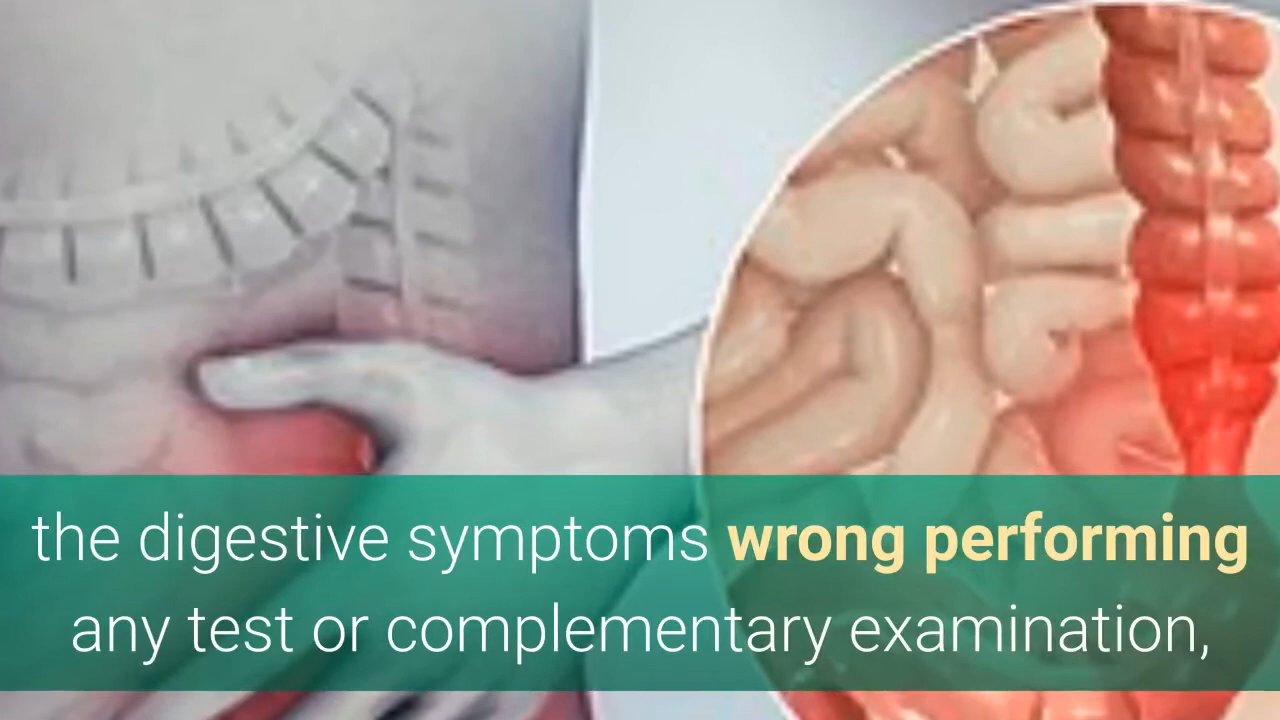 the digestive symptoms wrong performing
any test or complementary examination,